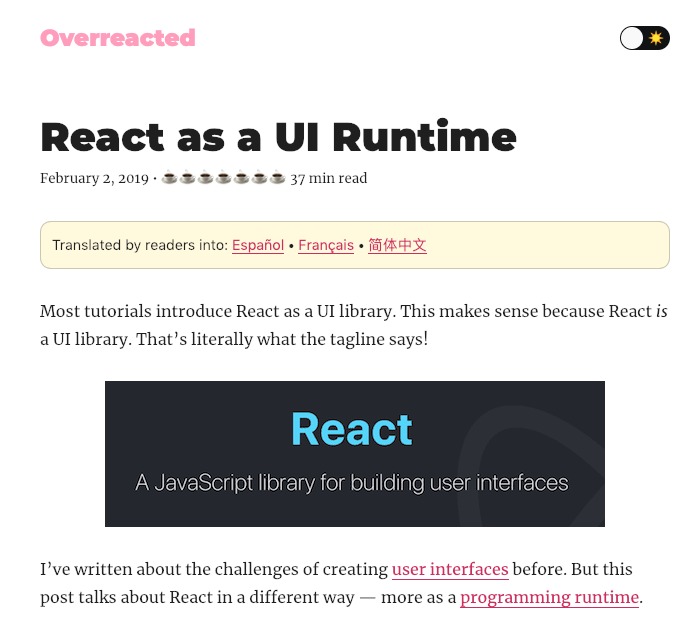 Overreacted
React as a UI Runtime
February 2, 2019 • ☕☕☕☕☕☕☕ 37 min read
Translated by readers into: Español • Français • 简体中文
Most tutorials introduce React as a UI library. This makes sense because React is
a UI library. That’s literally what the tagline says!
React
A JavaScript library for building user interfaces
I’ve written about the challenges of creating user interfaces before. But this
post talks about React in a different way — more as a programming runtime.